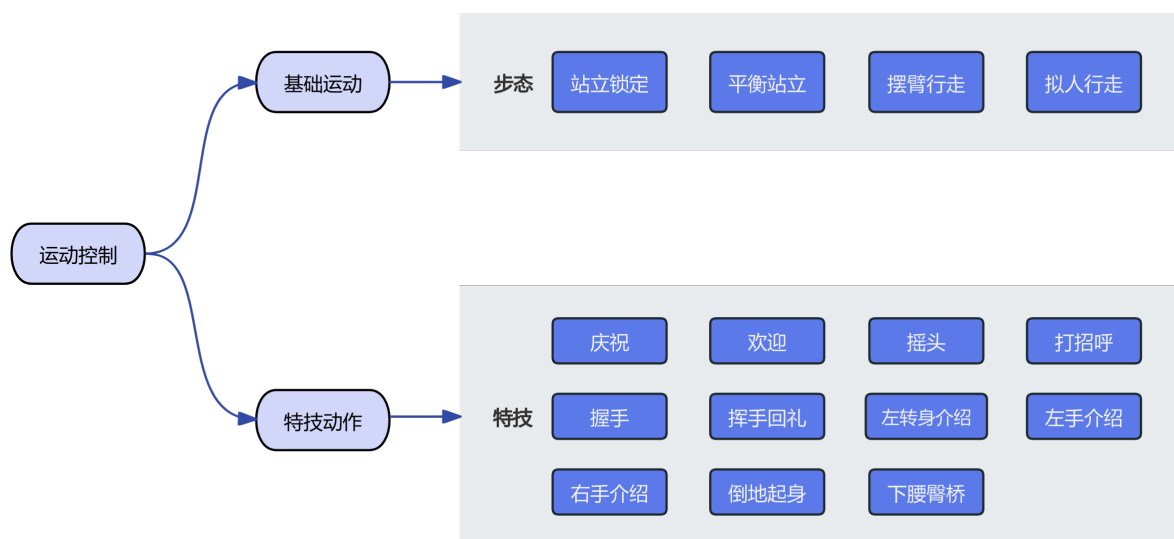 基础运动
步态
站立锁定
平衡站立
摆臂行走
拟人行走
运动控制
特技动作
特技
庆祝
欢迎
摇头
打招呼
握手
挥手回礼
左转身介绍
左手介绍
右手介绍
倒地起身
下腰臀桥